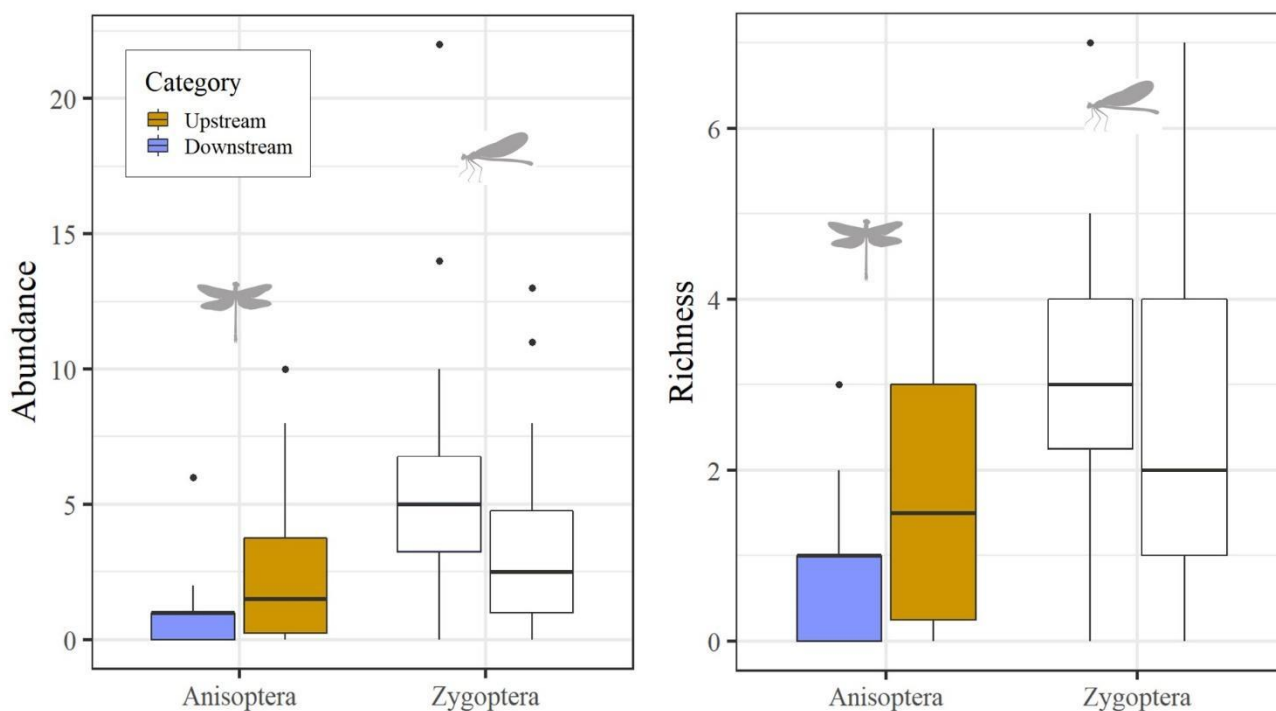 Abundance
20
15
10
5
0
Category
Upstream
Downstream
Anisoptera
Zygoptera
Richness
6
4
2
0
Anisoptera
Zygoptera